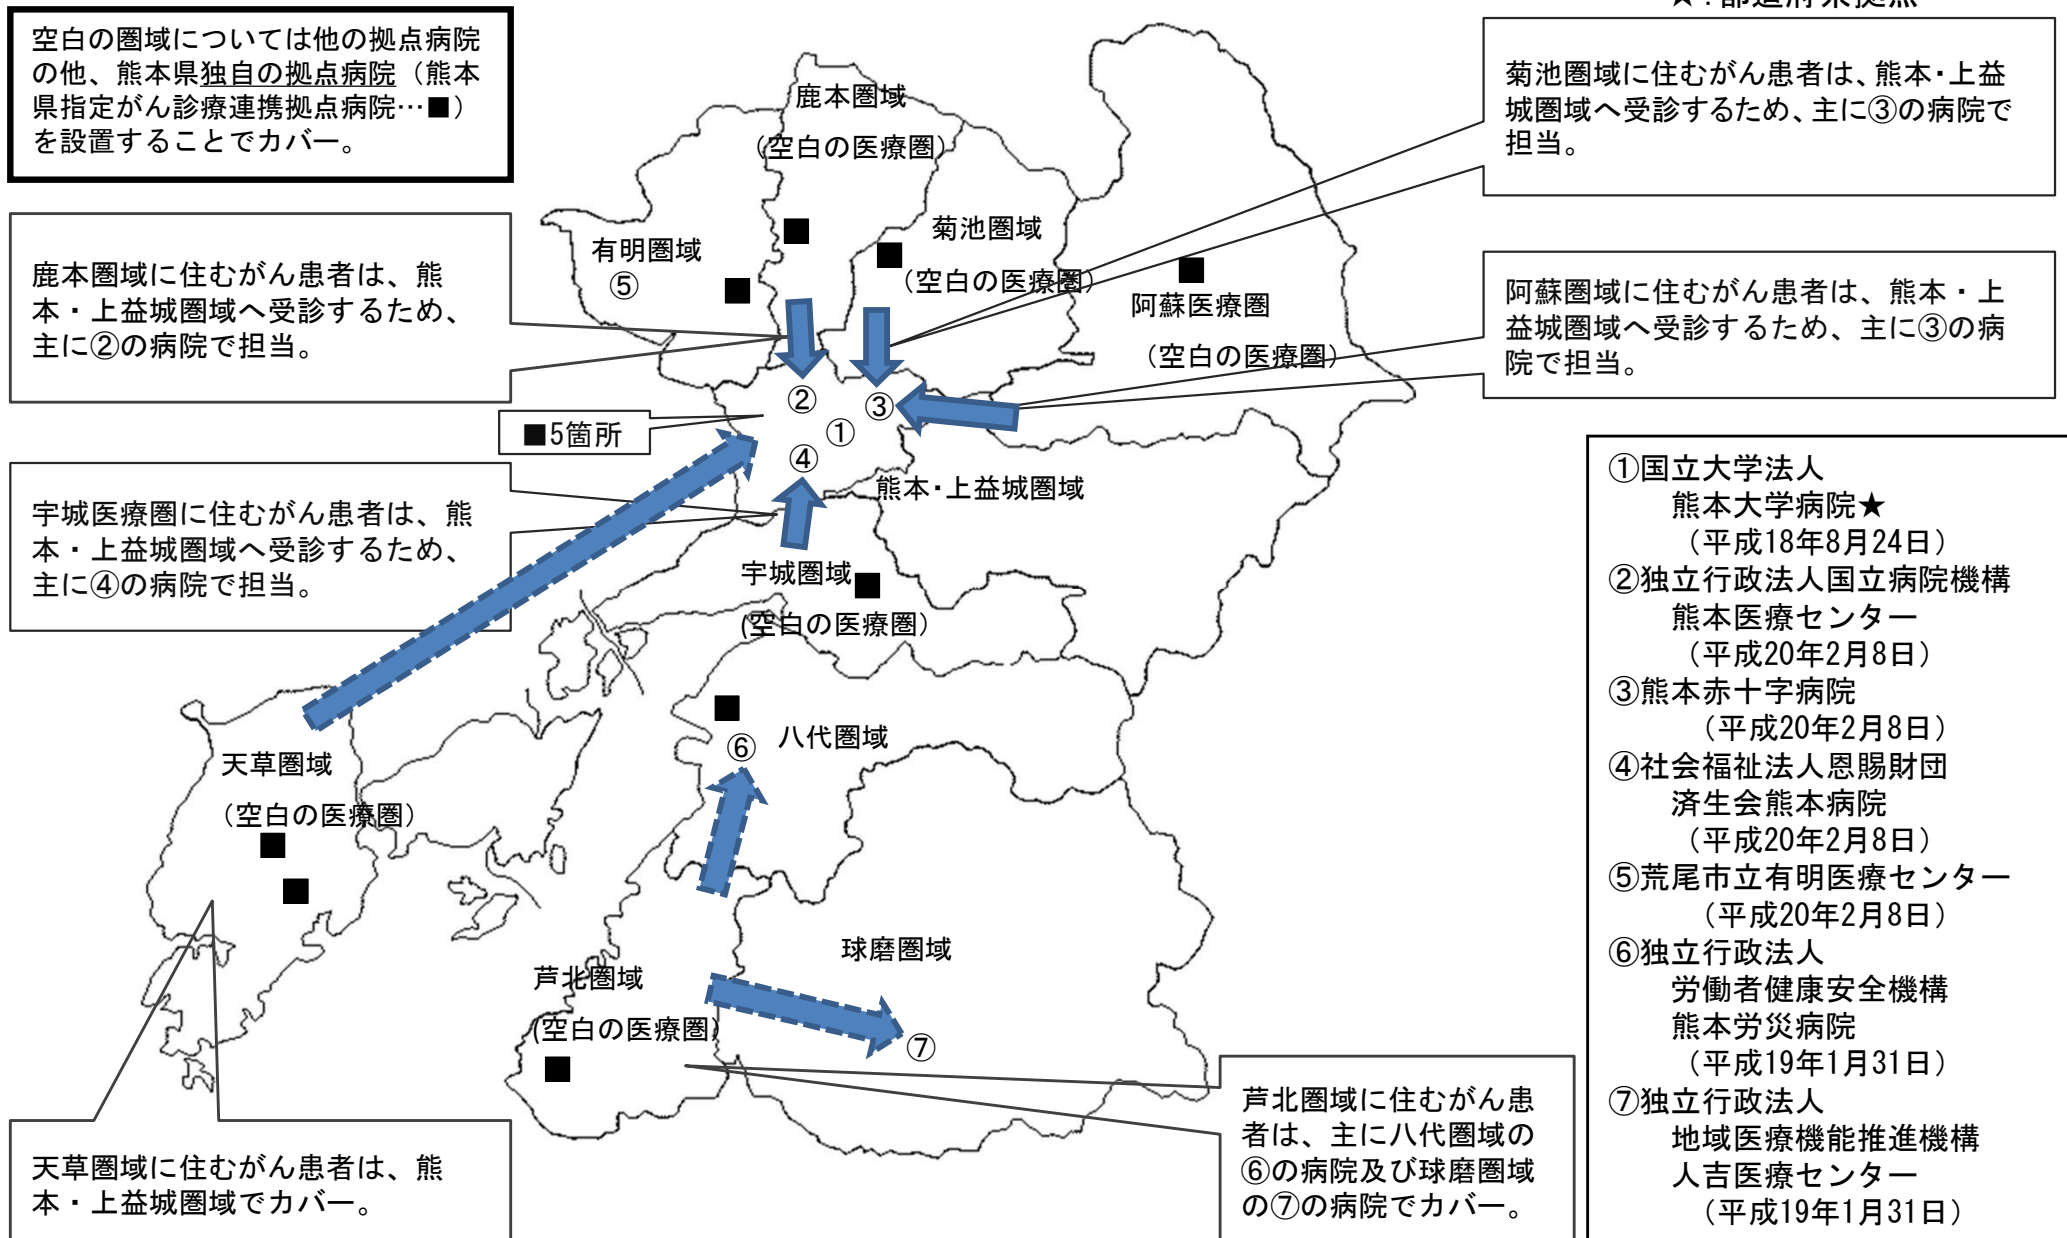 ★：都道府県拠点
空白の圏域については他の拠点病院
の他、熊本県独自の拠点病院（熊本
県指定がん診療連携拠点病院…■）
を設置することでカバー。
鹿本圏域
（空白の医療圏）
菊池圏域に住むがん患者は、熊本・上益
城圏域へ受診するため、主に③の病院で
担当。
有明圏域
⑤
■
■
菊池圏域
■
（空白の医療圏）
■
阿蘇医療圏
（空白の医療圏）
鹿本圏域に住むがん患者は、熊
本・上益城圏域へ受診するため、
主に②の病院で担当。
阿蘇圏域に住むがん患者は、熊本・上
益城圏域へ受診するため、主に③の病
院で担当。
②
③
①
④
■5箇所
熊本・上益城圏域
宇城医療圏に住むがん患者は、熊
本・上益城圏域へ受診するため、
主に④の病院で担当。
宇城圏域
■
(空白の医療圏）
■
⑥
八代圏域
天草圏域
（空白の医療圏）
■
■
球磨圏域
芦北圏域
(空白の医療圏）
■
⑦
天草圏域に住むがん患者は、熊
本・上益城圏域でカバー。
芦北圏域に住むがん患
者は、主に八代圏域の
⑥の病院及び球磨圏域
の⑦の病院でカバー。
①国立大学法人
熊本大学病院★
（平成18年8月24日）
②独立行政法人国立病院機構
熊本医療センター
（平成20年2月8日）
③熊本赤十字病院
（平成20年2月8日）
④社会福祉法人恩賜財団
済生会熊本病院
（平成20年2月8日）
⑤荒尾市立有明医療センター
（平成20年2月8日）
⑥独立行政法人
労働者健康安全機構
熊本労災病院
（平成19年1月31日）
⑦独立行政法人
地域医療機能推進機構
人吉医療センター
（平成19年1月31日）